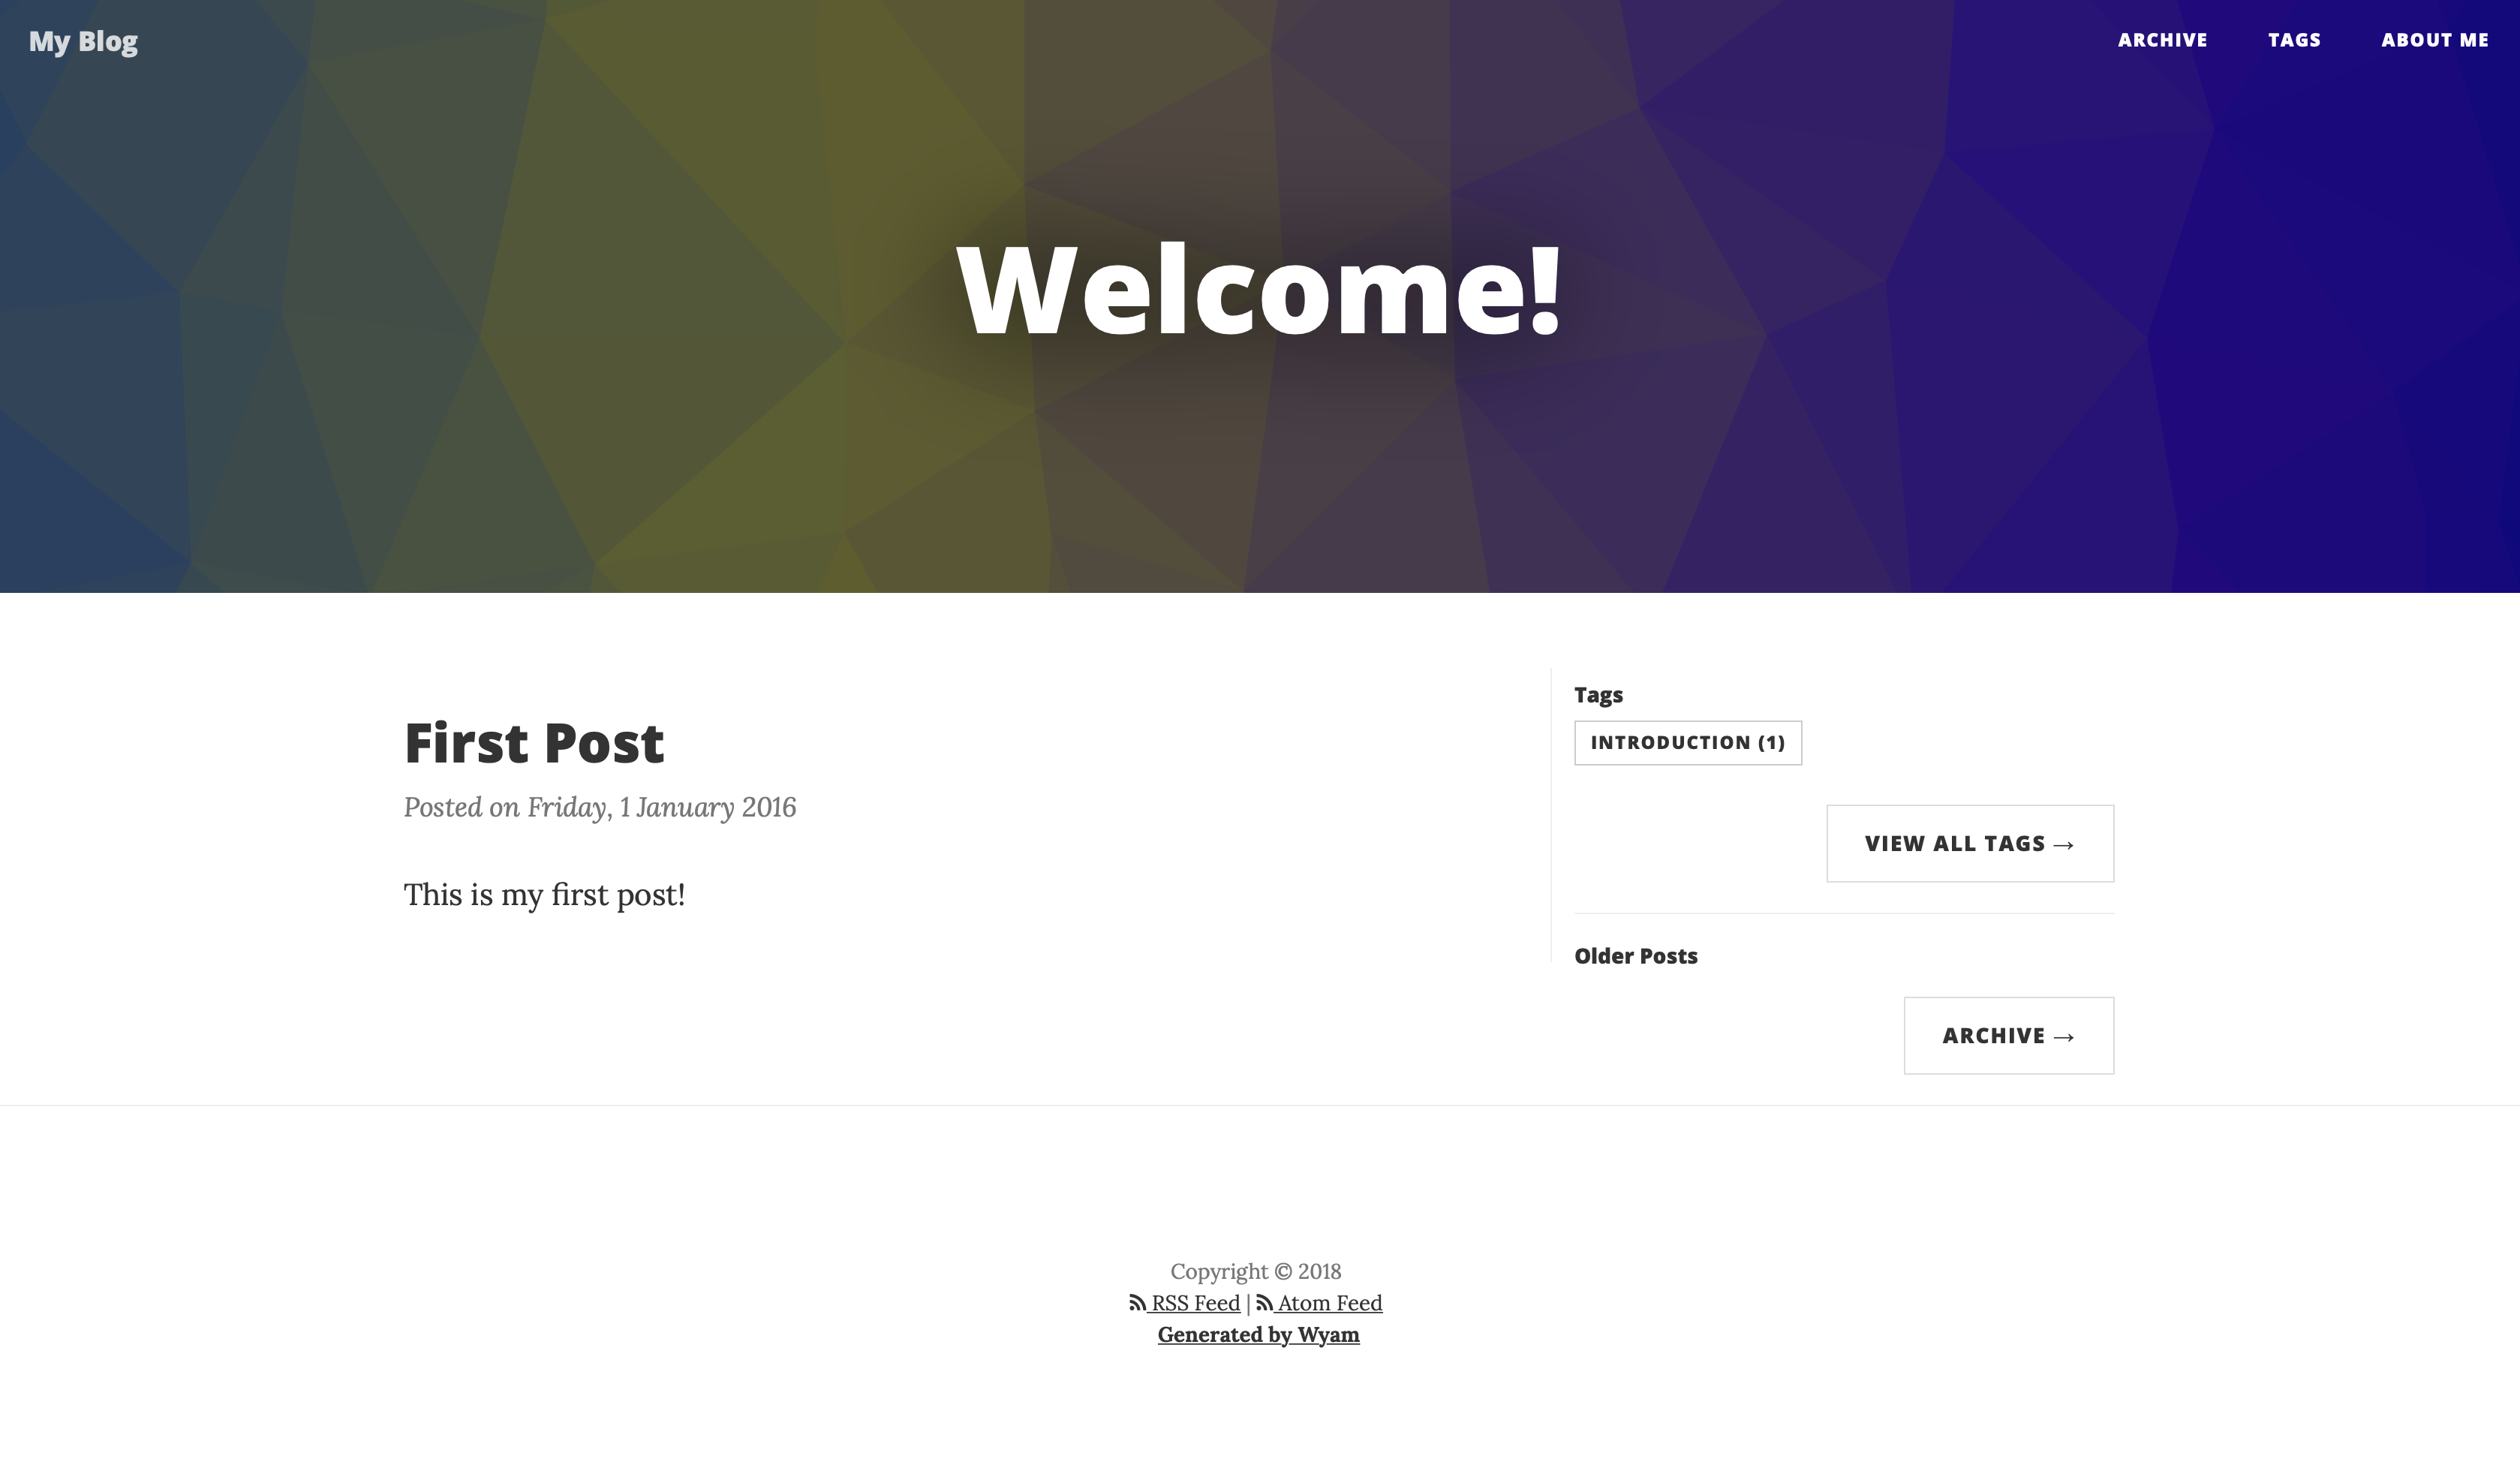 My Blog
ARCHIVE
TAGS
ABOUT ME
Welcome!
First Post
Posted on Friday, 1 January 2016
This is my first post!
Tags
INTRODUCTION (1)
VIEW ALL TAGS →
Older Posts
ARCHIVE →
Copyright © 2018
RSS Feed | Atom Feed
Generated by Wyam